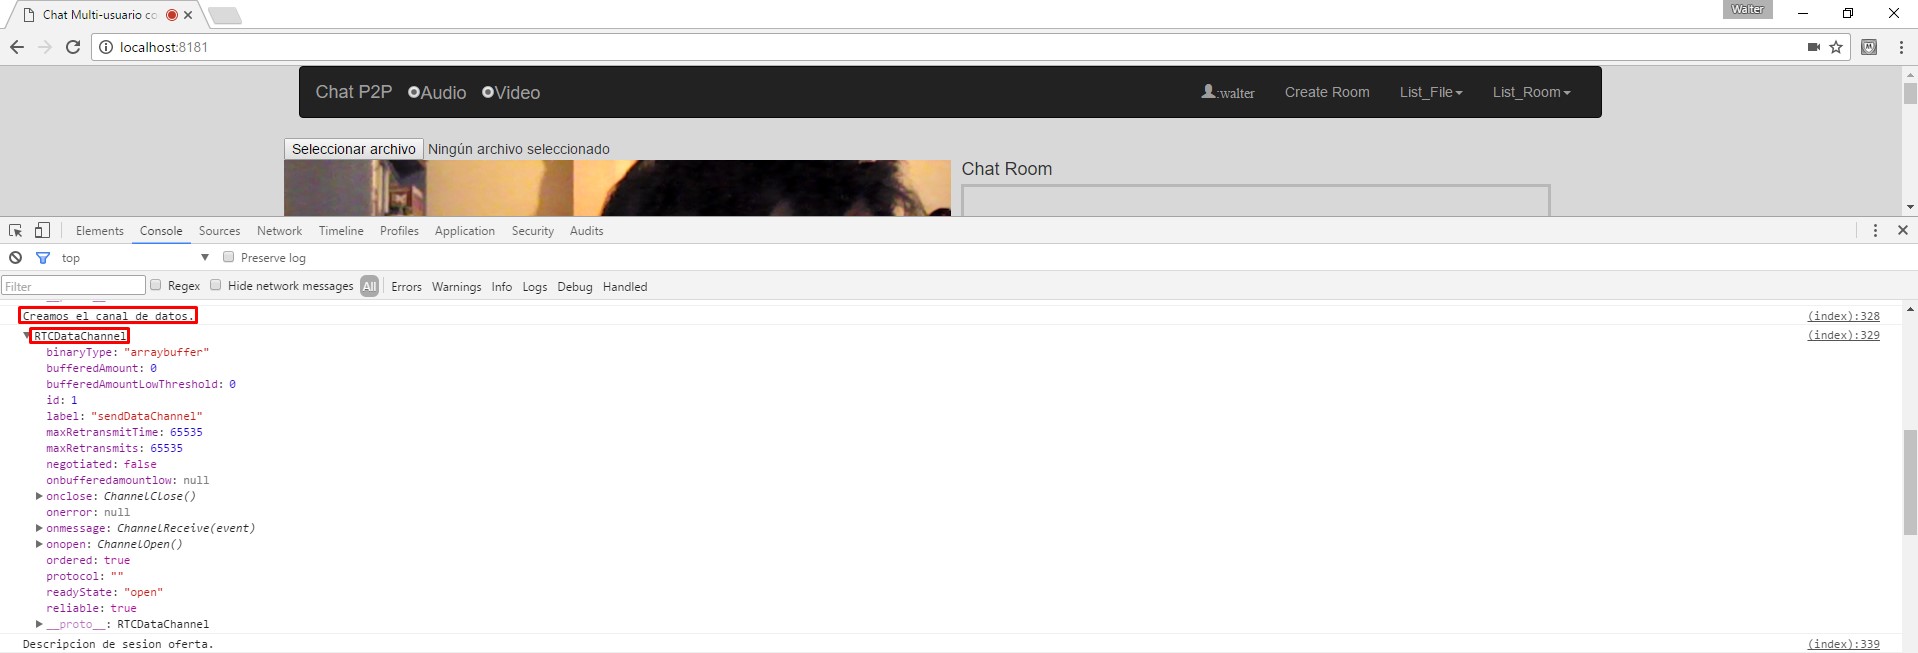 Chat Multi-usuario co
Walter
localhost:8181
Chat P2P Audio Video :walter Create Room List_File List_Room
Seleccionar archivo Ningún archivo seleccionado
Chat Room
Elements Console Sources Network Timeline Profiles Application Security Audits
top Preserve log
Filter Regex Hide network messages All Errors Warnings Info Logs Debug Handled
Creamos el canal de datos. (index):328
RTCDataChannel (index):329
binaryType: "arraybuffer"
bufferedAmount: 0
bufferedAmountLowThreshold: 0
id: 1
label: "sendDataChannel"
maxRetransmitTime: 65535
maxRetransmits: 65535
negotiated: false
onbufferedamountlow: null
onclose: ChannelClose()
onerror: null
onmessage: ChannelReceive(event)
onopen: ChannelOpen()
ordered: true
protocol: ""
readyState: "open"
reliable: true
__proto__: RTCDataChannel
Descripcion de sesion oferta. (index):339